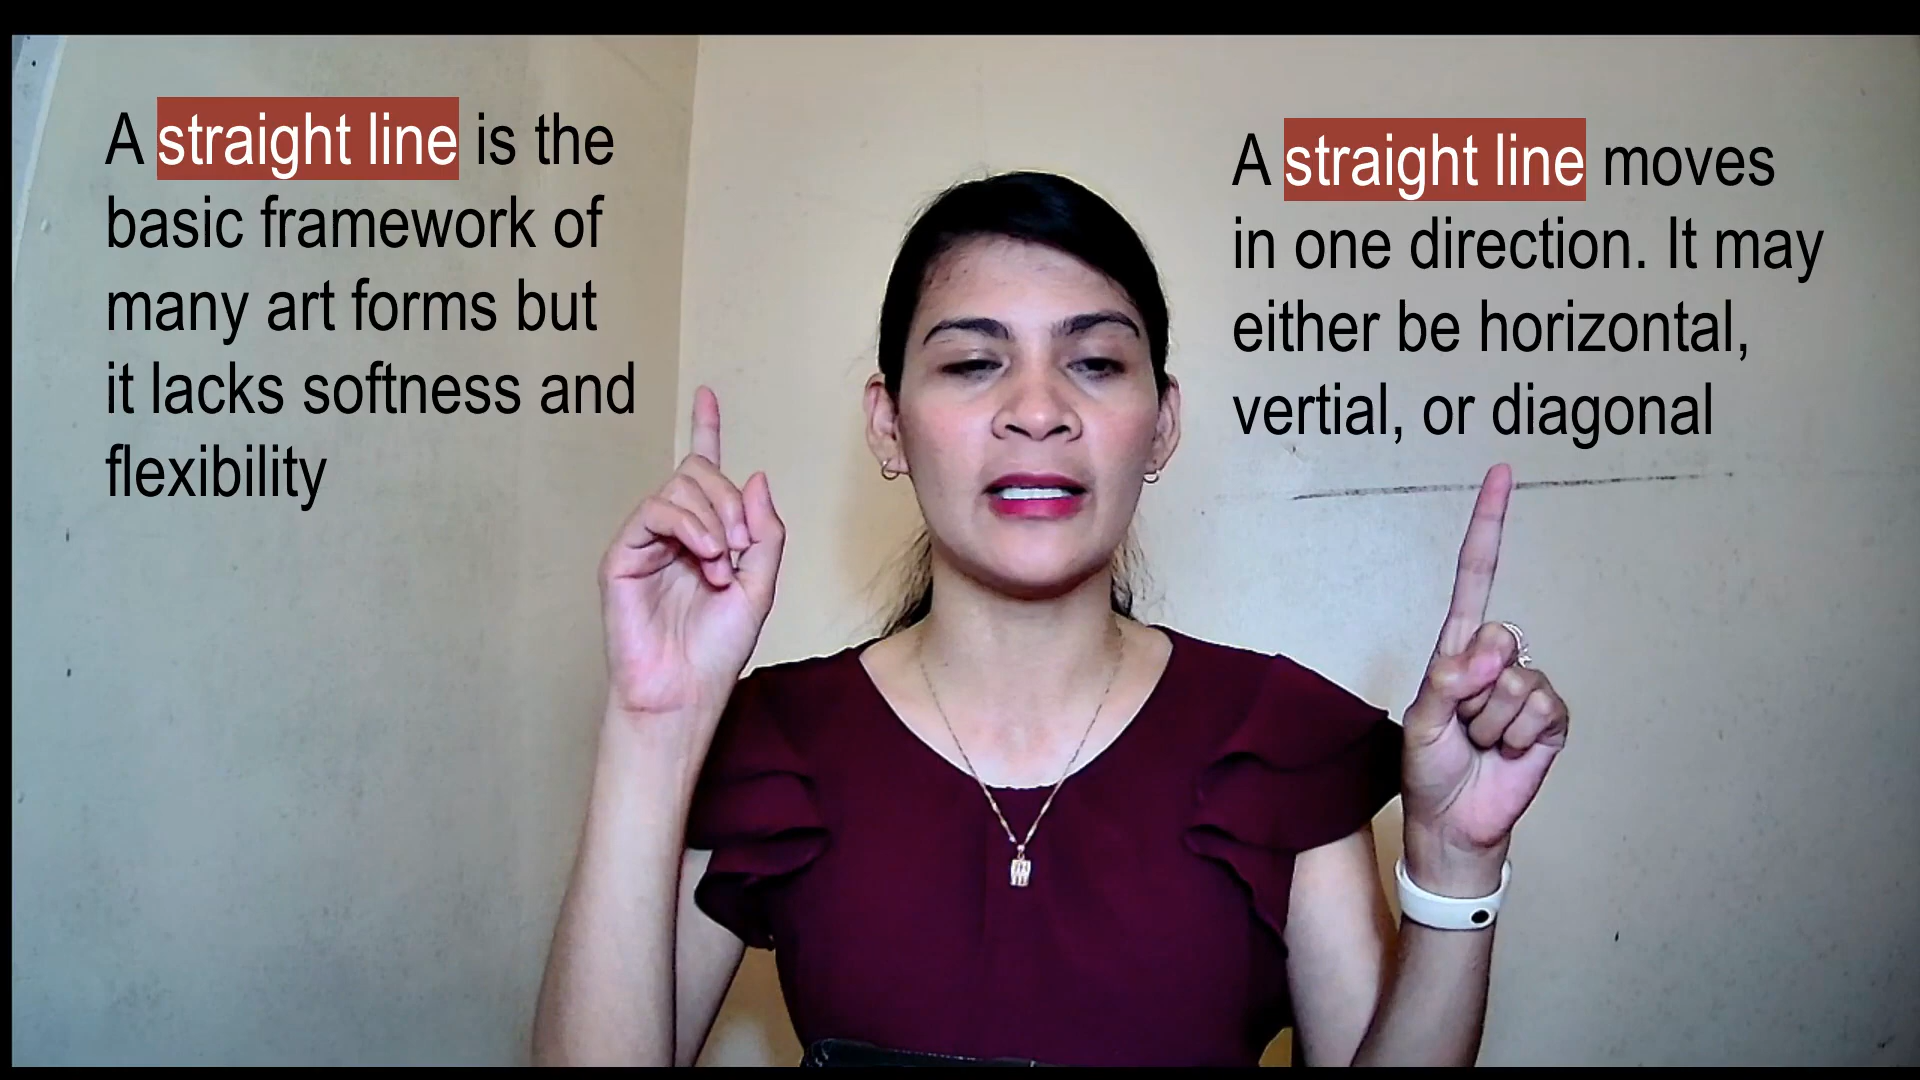 A straight line is the
basic framework of
many art forms but
it lacks softness and
flexibility
A straight line moves
in one direction. It may
either be horizontal,
vertial, or diagonal